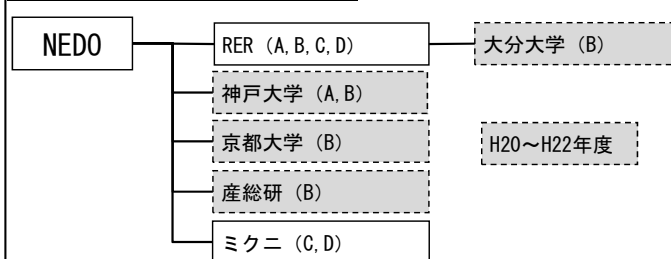 NEDO
RER (A,B,C,D)
大分大学 (B)
神戸大学 (A,B)
京都大学 (B)
H20～H22年度
産総研 (B)
ミクニ (C,D)